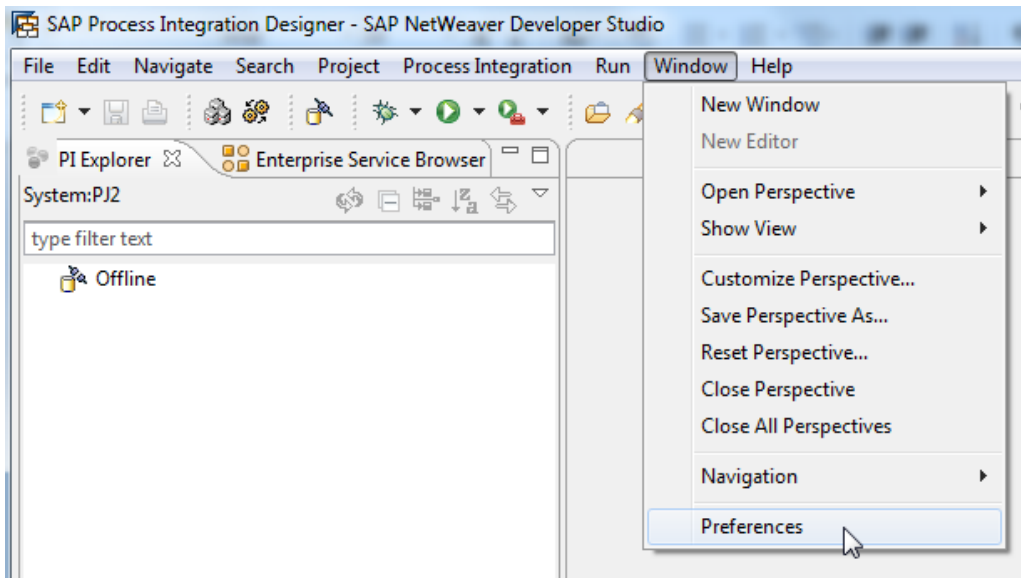 SAP Process Integration Designer - SAP NetWeaver Developer Studio
File Edit Navigate Search Project Process Integration Run Window Help
PI Explorer Enterprise Service Browser
System:PJ2
type filter text
Offline
New Window
New Editor
Open Perspective
Show View
Customize Perspective...
Save Perspective As...
Reset Perspective...
Close Perspective
Close All Perspectives
Navigation
Preferences